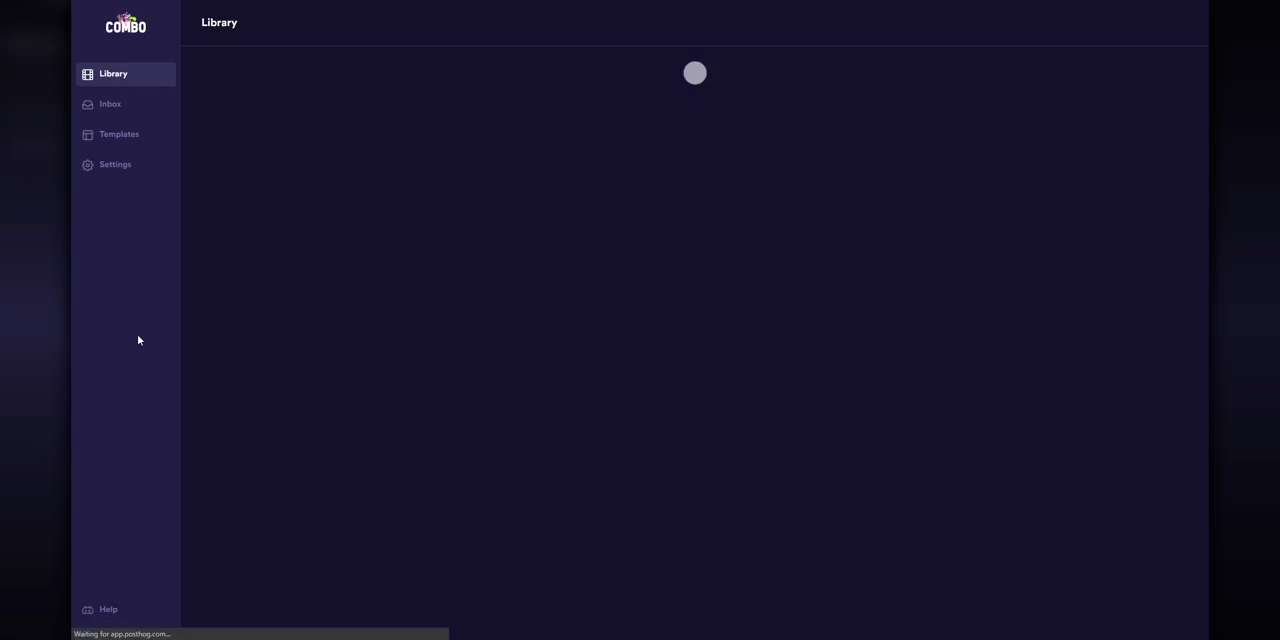 COMBO
Library
Library
Inbox
Templates
Settings
Help
Waiting for app.posthog.com...